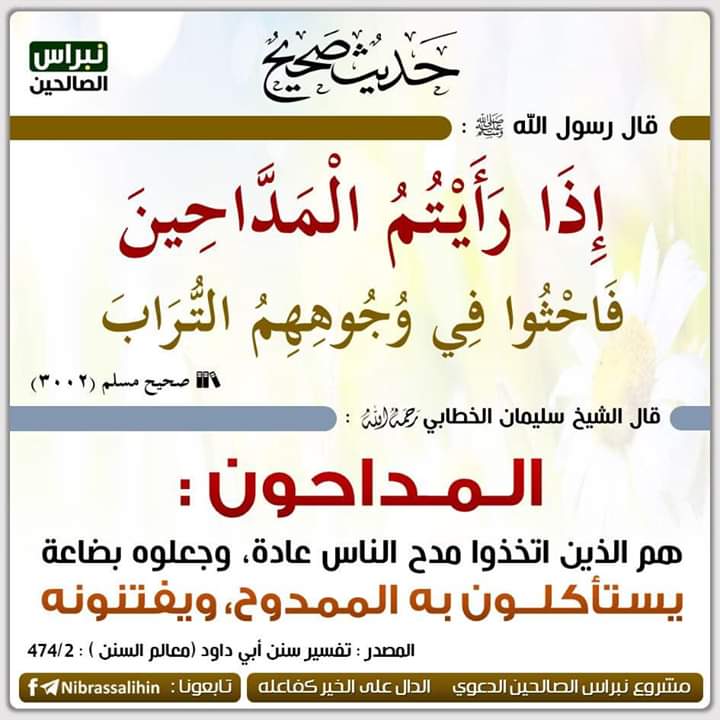 نبراس
الصالحين
حديث صحيح
قال رسول الله ﷺ :
إِذَا رَأَيْتُمُ الْمَدَّاحِينَ
فَاحْثُوا فِي وُجُوهِهِمُ التُّرَابَ
صحيح مسلم (٣٠٠٢)
قال الشيخ سليمان الخطابي رحمه الله :
المداحون :
هم الذين اتخذوا مدح الناس عادة، وجعلوه بضاعة
يستأكلون به الممدوح، ويفتنونه
المصدر : تفسير سنن أبي داود (معالم السنن ) : 474/2
مشروع نبراس الصالحين الدعوي الدال على الخير كفاعله تابعونا : Nibrassalihin